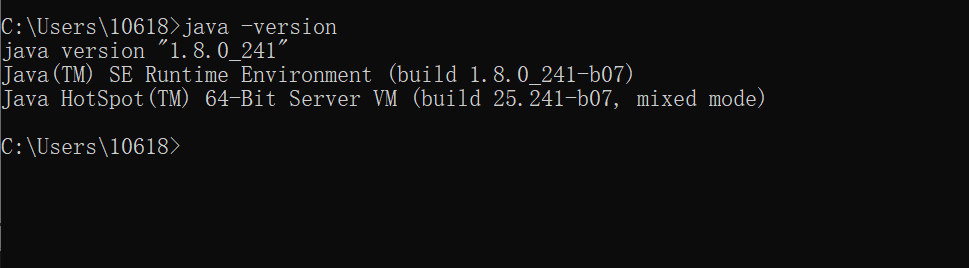 C:\Users\10618>java -version
java version "1.8.0_241"
Java(TM) SE Runtime Environment (build 1.8.0_241-b07)
Java HotSpot(TM) 64-Bit Server VM (build 25.241-b07, mixed mode)
C:\Users\10618>